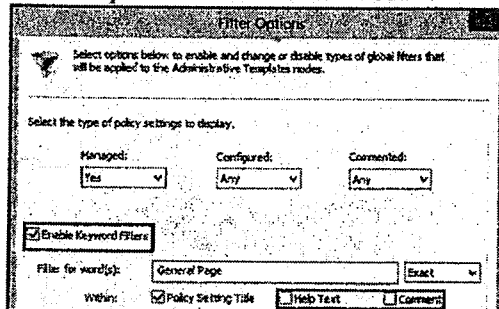 Filter Options
Select options below to enable and change or disable types of global filters that
will be applied to the Administrative Templates nodes.
Select the type of policy settings to display.
Managed: Configured: Commented:
Yes Any Any
Enable Keyword Filters
Filter for word(s): General Page Exact
Within: Policy Setting Title Help Text Comment